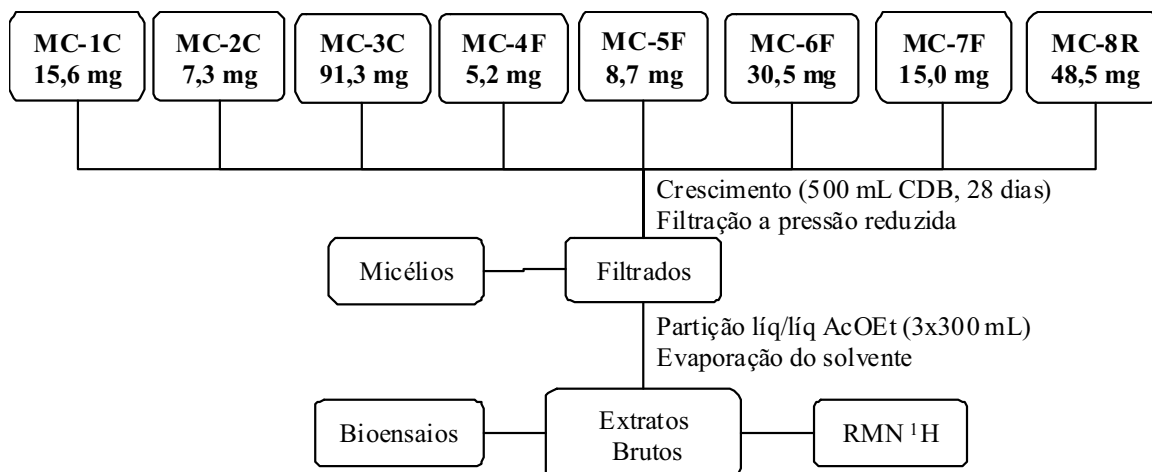 MC-1C
15,6 mg
MC-2C
7,3 mg
MC-3C
91,3 mg
MC-4F
5,2 mg
MC-5F
8,7 mg
MC-6F
30,5 mg
MC-7F
15,0 mg
MC-8R
48,5 mg
Crescimento (500 mL CDB, 28 dias)
Filtração a pressão reduzida
Micélios
Filtrados
Partição líq/líq AcOEt (3x300 mL)
Evaporação do solvente
Bioensaios
Extratos
Brutos
RMN ¹H